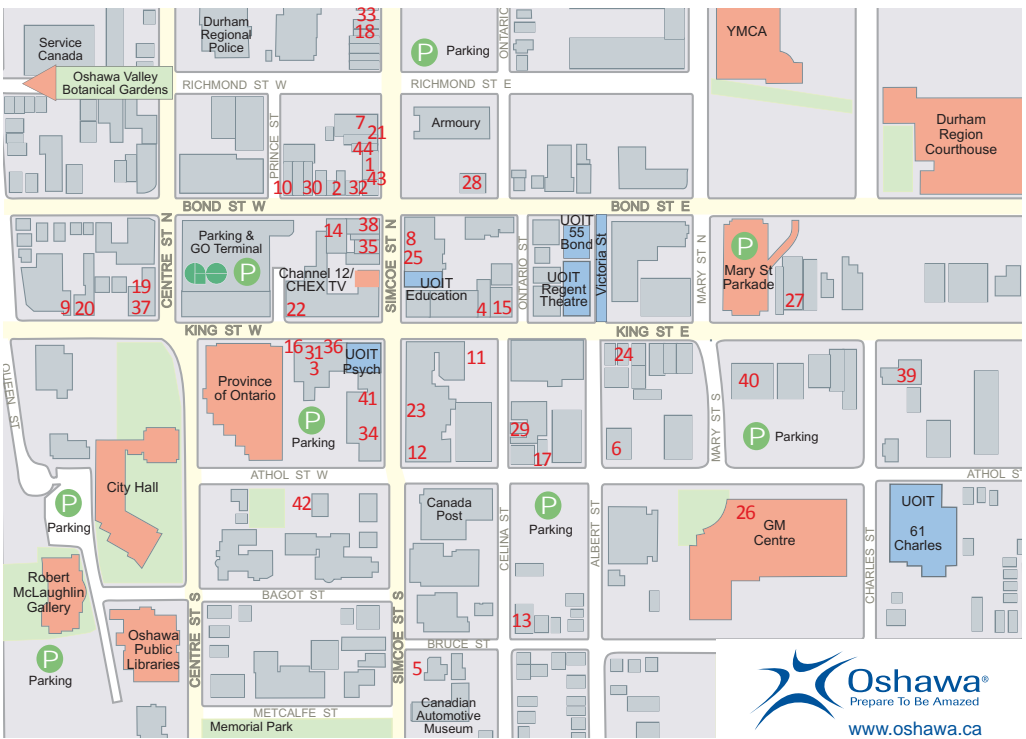 33
18
Durham
Regional
Police
Service
Canada
P Parking
ONTARIO
YMCA
Oshawa Valley
Botanical Gardens
RICHMOND ST W
RICHMOND ST E
PRINCE ST
7
21
44
1
43
10 30 2 32
Armoury
28
Durham
Region
Courthouse
BOND ST W
BOND ST E
CENTRE ST N
Parking &
GO Terminal
GO P
14
38
35
Channel 12/
CHEX TV
22
SIMCOE ST N
8
25
UOIT
Education
4 15
ONTARIO ST
UOIT
55
Bond
UOIT
Regent
Theatre
Victoria St
MARY ST N
P
Mary St
Parkade
27
19
9 20 37
KING ST W
KING ST E
QUEEN ST
Province
of Ontario
16 31 36
3
UOIT
Psych
41
34
P
Parking
11
23
12
24
29
17
6
MARY ST S
40
P Parking
39
ATHOL ST W
ATHOL ST
City Hall
P
Parking
42
Canada
Post
CELINA ST
P
Parking
ALBERT ST
26
GM
Centre
CHARLES ST
UOIT
61
Charles
Robert
McLaughlin
Gallery
P
Parking
Oshawa
Public
Libraries
CENTRE ST S
BAGOT ST
SIMCOE ST S
13
BRUCE ST
5
Canadian
Automotive
Museum
METCALFE ST
Memorial Park
Oshawa®
Prepare To Be Amazed
www.oshawa.ca